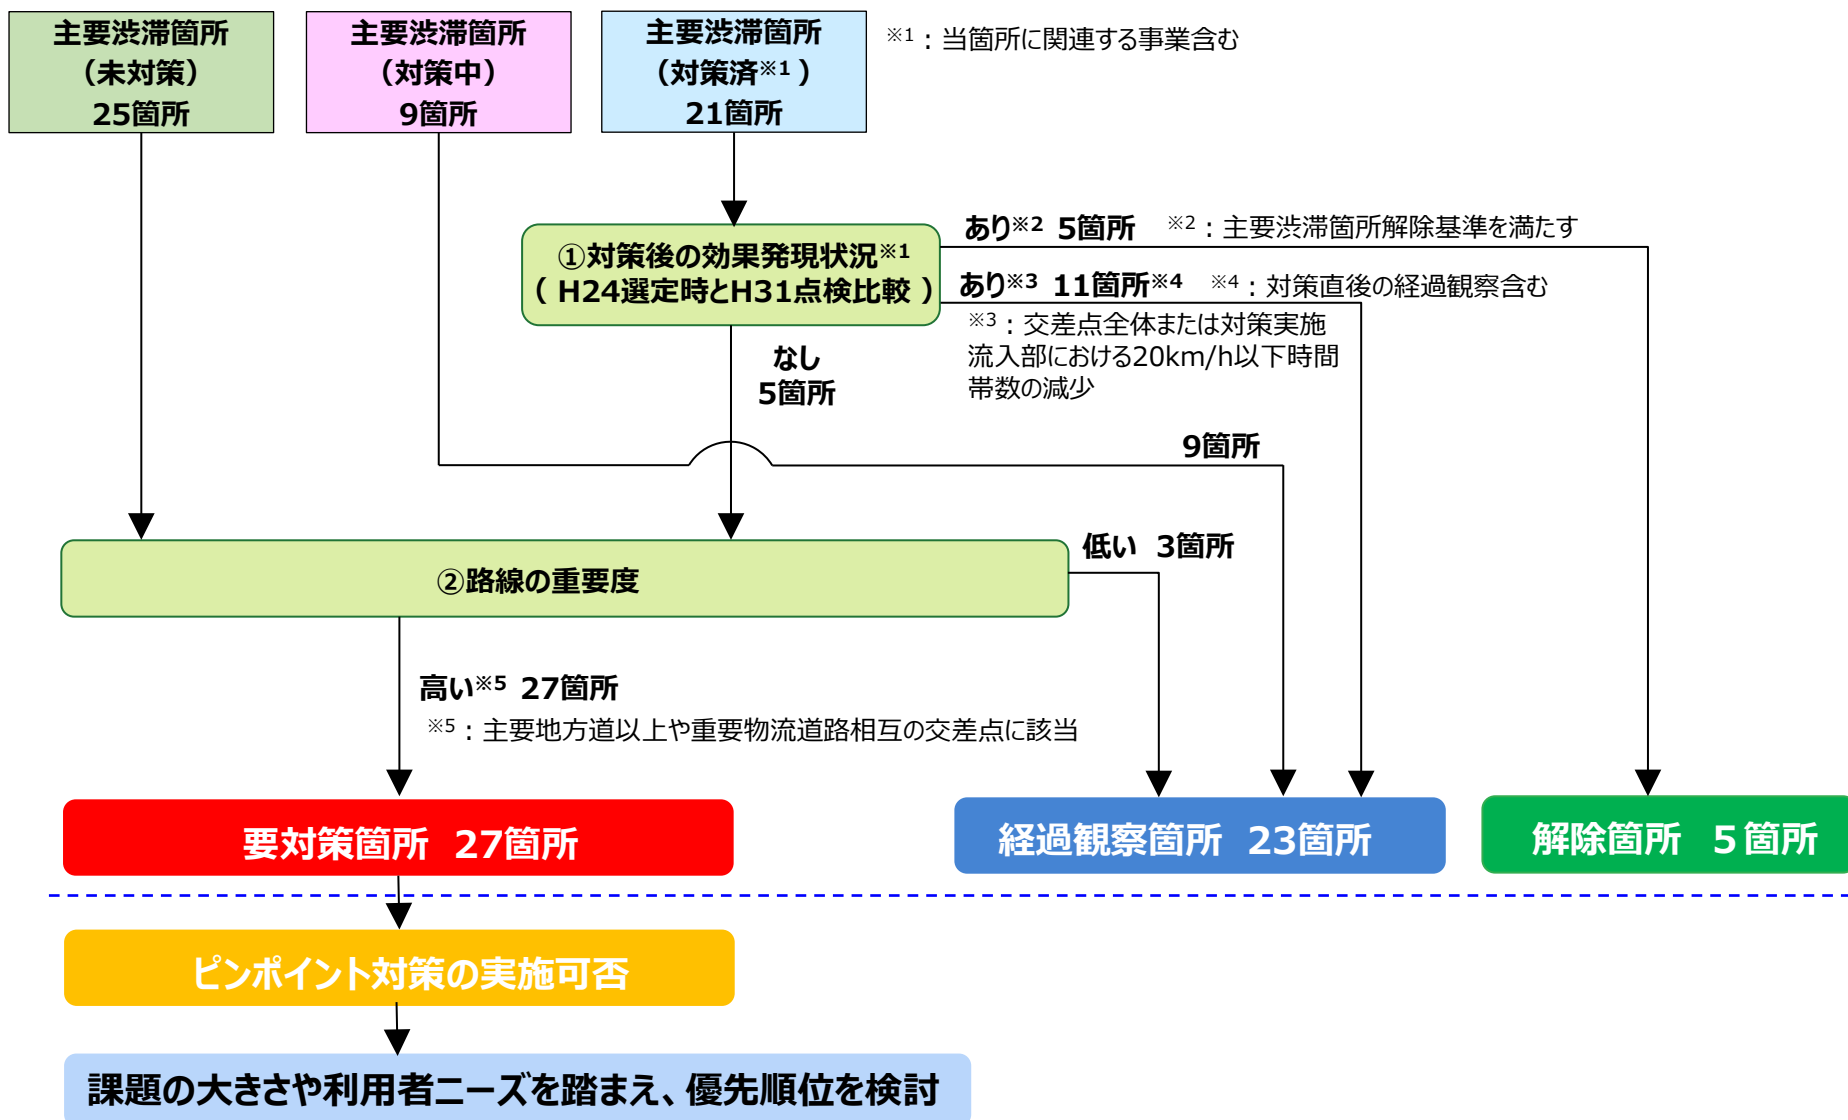 主要渋滞箇所
（未対策）
25箇所
主要渋滞箇所
（対策中）
9箇所
主要渋滞箇所
（対策済※1）
21箇所
※1：当箇所に関連する事業含む
①対策後の効果発現状況※1
（ H24選定時とH31点検比較 ）
あり※2 5箇所 ※2：主要渋滞箇所解除基準を満たす
あり※3 11箇所※4 ※4：対策直後の経過観察含む
※3：交差点全体または対策実施
流入部における20km/h以下時間
帯数の減少
なし
5箇所
9箇所
②路線の重要度
低い 3箇所
高い※5 27箇所
※5：主要地方道以上や重要物流道路相互の交差点に該当
要対策箇所 27箇所
経過観察箇所 23箇所
解除箇所 ５箇所
ピンポイント対策の実施可否
課題の大きさや利用者ニーズを踏まえ、優先順位を検討